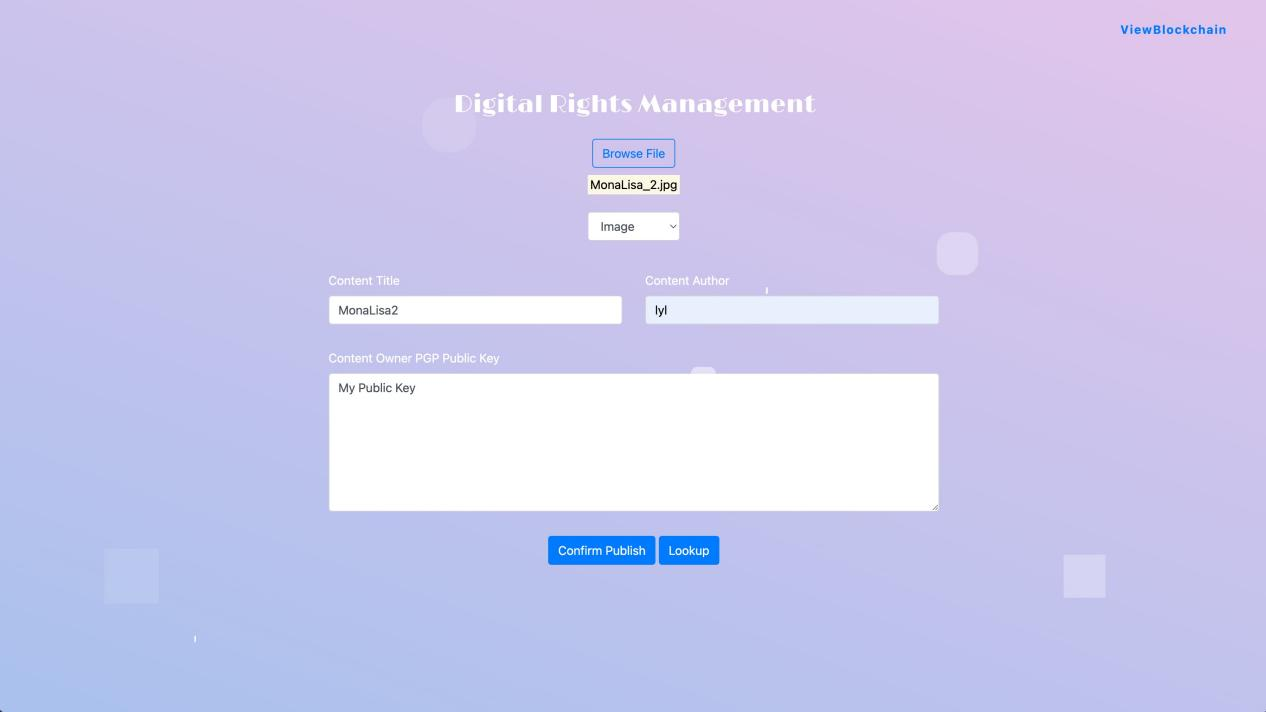 ViewBlockchain
Digital Rights Management
Browse File
MonaLisa_2.jpg
Image
Content Title
Content Author
MonaLisa2
lyl
Content Owner PGP Public Key
My Public Key
Confirm Publish
Lookup